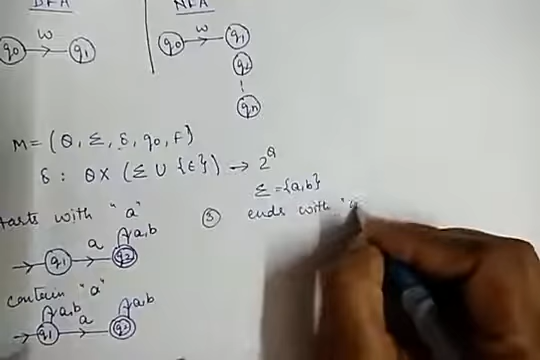 DFA
NFA
q0 w q1
q0 w q1
q2
qn
M = (Q, Σ, δ, q0, F)
δ : Q X (Σ ∪ {ε}) → 2^Q
Σ = {a,b}
tarts with "a"
③ ends with "a
a a,b
q1 q2
contain "a"
a,b a a,b
q1 q2